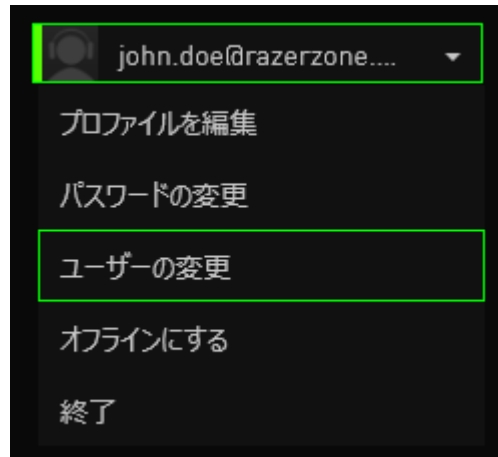 john.doe@razerzone....
プロファイルを編集
パスワードの変更
ユーザーの変更
オフラインにする
終了